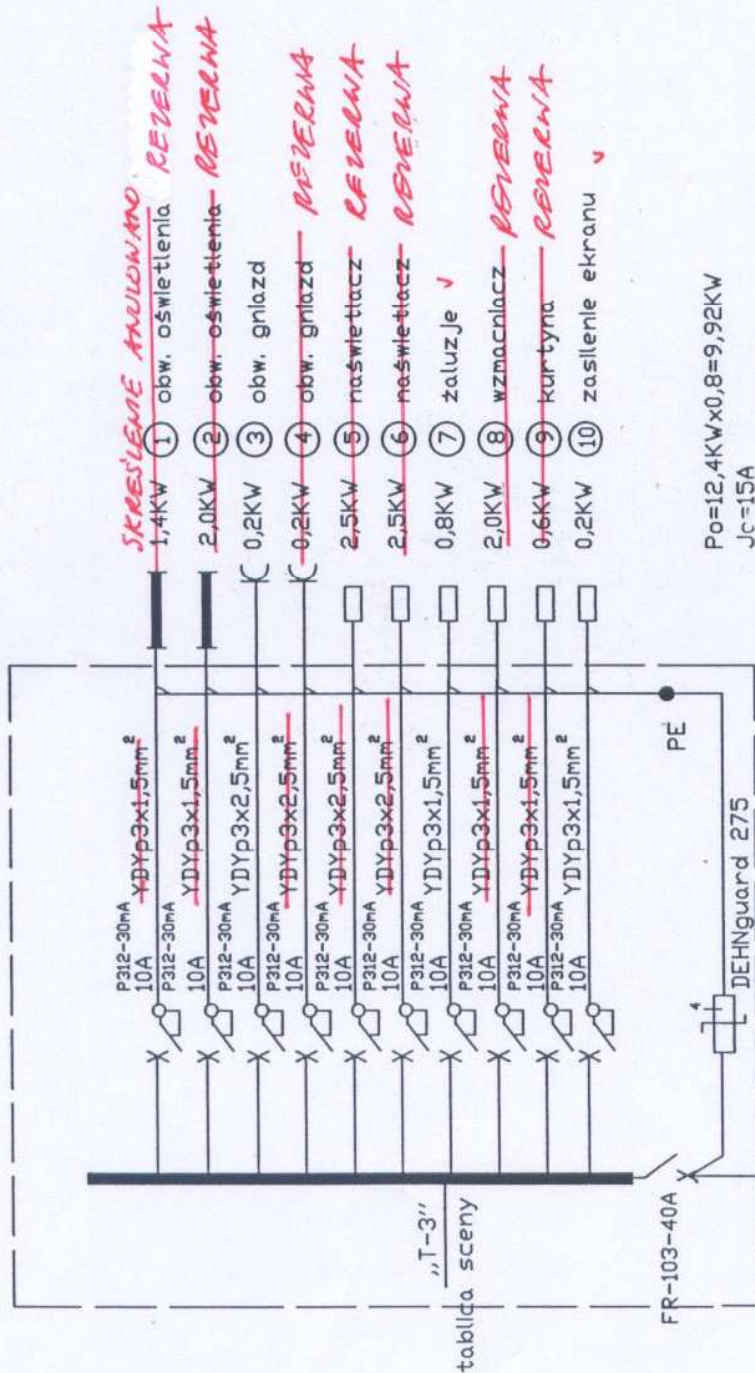 SKREŚLENIE ANULOWANO
P312-30mA
10A YDYp3x1,5mm²
1,4KW 1 obw. oświetlenia REZERWA
P312-30mA
10A YDYp3x1,5mm²
2,0KW 2 obw. oświetlenia REZERWA
P312-30mA
10A YDYp3x2,5mm²
0,2KW 3 obw. gniazd
P312-30mA
10A YDYp3x2,5mm²
0,2KW 4 obw. gniazd REZERWA
P312-30mA
10A YDYp3x2,5mm²
2,5KW 5 naświetlacz REZERWA
P312-30mA
10A YDYp3x2,5mm²
2,5KW 6 naświetlacz REZERWA
P312-30mA
10A YDYp3x1,5mm²
0,8KW 7 żaluzje
P312-30mA
10A YDYp3x1,5mm²
2,0KW 8 wzmacniacz REZERWA
P312-30mA
10A YDYp3x1,5mm²
0,6KW 9 kurtyna REZERWA
P312-30mA
10A YDYp3x1,5mm²
0,2KW 10 zasilenie ekranu
„T-3"
tablica sceny
PE
4
DEHNguard 275
FR-103-40A
Po=12,4KWx0,8=9,92KW
Jc=15A